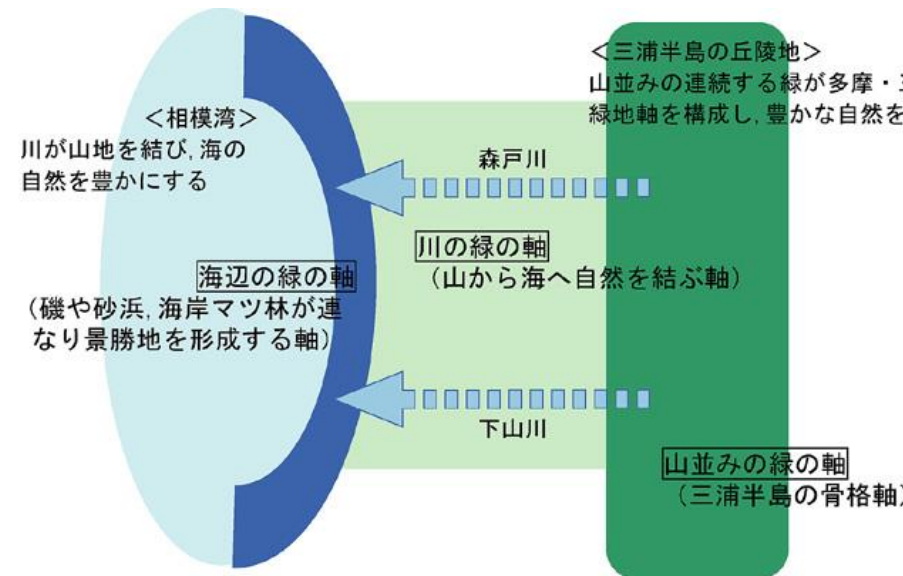 ＜相模湾＞
川が山地を結び,海の
自然を豊かにする
海辺の緑の軸
(磯や砂浜,海岸マツ林が連
なり景勝地を形成する軸)
森戸川
川の緑の軸
(山から海へ自然を結ぶ軸)
下山川
＜三浦半島の丘陵地＞
山並みの連続する緑が多摩・
緑地軸を構成し,豊かな自然を
山並みの緑の軸
(三浦半島の骨格軸)